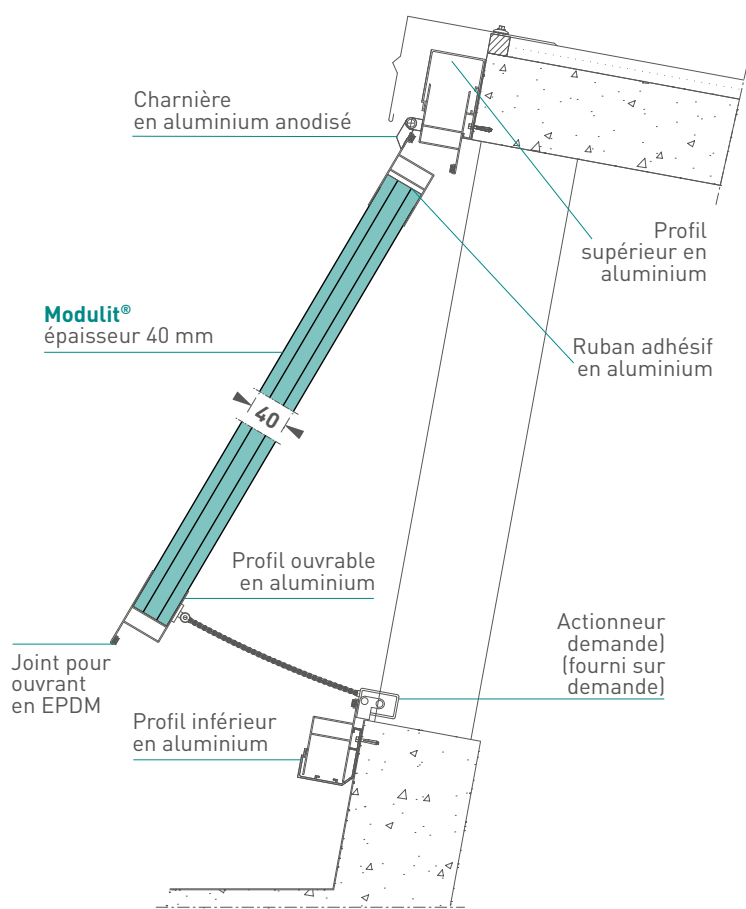 Charnière
en aluminium anodisé
Profil
supérieur en
aluminium
Modulit®
épaisseur 40 mm
Ruban adhésif
en aluminium
40
Profil ouvrable
en aluminium
Actionneur
demande)
(fourni sur
demande)
Joint pour
ouvrant
en EPDM
Profil inférieur
en aluminium